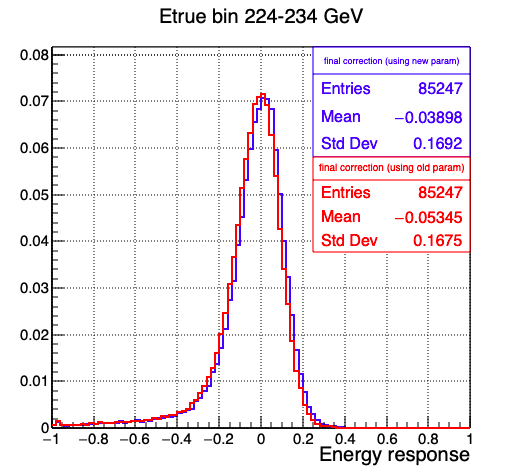 Etrue bin 224-234 GeV
final correction (using new param)
Entries 85247
Mean −0.03898
Std Dev 0.1692
final correction (using old param)
Entries 85247
Mean −0.05345
Std Dev 0.1675
0.08
0.07
0.06
0.05
0.04
0.03
0.02
0.01
0
−1 −0.8 −0.6 −0.4 −0.2 0 0.2 0.4 0.6 0.8 1
Energy response